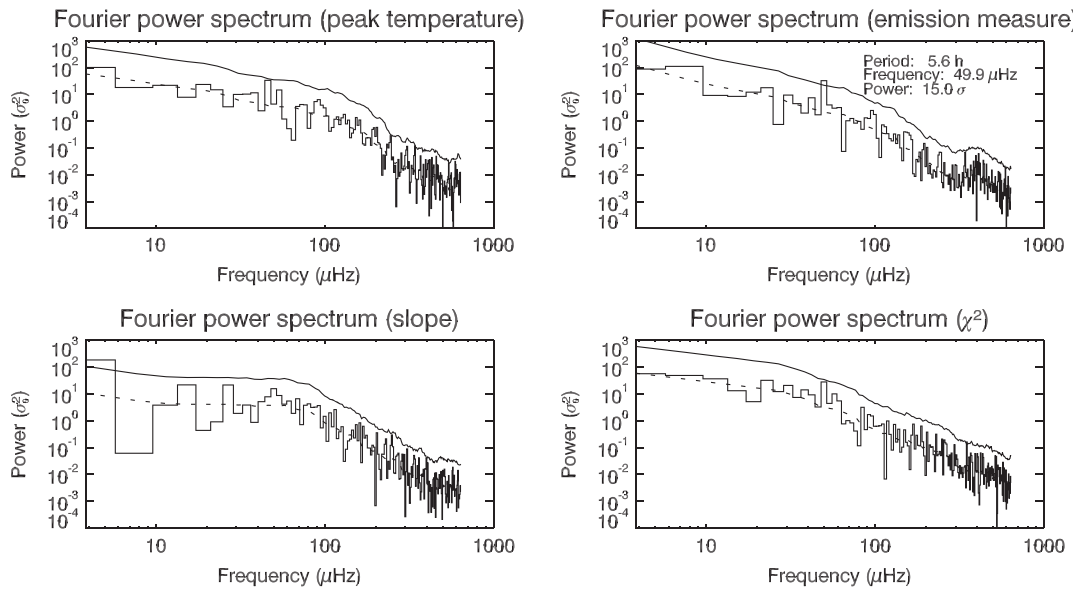 Fourier power spectrum (peak temperature)
10³
10²
10¹
10⁰
10⁻¹
10⁻²
10⁻³
10⁻⁴
Power (σ₀²)
10 100 1000
Frequency (μHz)
Fourier power spectrum (emission measure)
10³
10²
10¹
10⁰
10⁻¹
10⁻²
10⁻³
10⁻⁴
Power (σ₀²)
Period: 5.6 h
Frequency: 49.9 μHz
Power: 15.0 σ
10 100 1000
Frequency (μHz)
Fourier power spectrum (slope)
10³
10²
10¹
10⁰
10⁻¹
10⁻²
10⁻³
10⁻⁴
Power (σ₀²)
10 100 1000
Frequency (μHz)
Fourier power spectrum (χ²)
10³
10²
10¹
10⁰
10⁻¹
10⁻²
10⁻³
10⁻⁴
Power (σ₀²)
10 100 1000
Frequency (μHz)